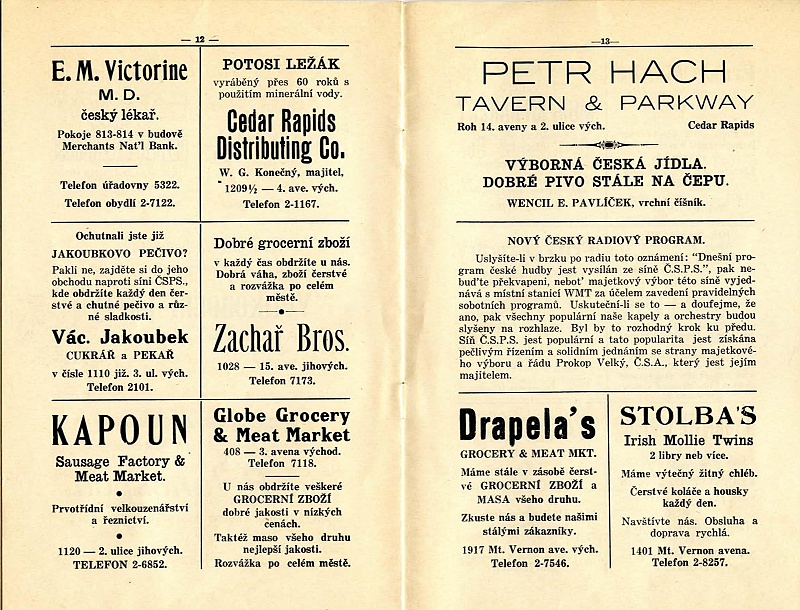 — 12 —
E. M. Victorine
M. D.
český lékař.
Pokoje 813-814 v budově
Merchants Nat'l Bank.
Telefon úřadovny 5322.
Telefon obydlí 2-7122.
POTOSI LEŽÁK
vyráběný přes 60 roků s
použitím minerální vody.
Cedar Rapids
Distributing Co.
W. G. Konečný, majitel,
1209½ — 4. ave. vých.
Telefon 2-1167.
Ochutnali jste již
JAKOUBKOVO PEČIVO?
Pakli ne, zajděte si do jeho
obchodu naproti síni ČSPS.,
kde obdržíte každý den čer-
stvé a chutné pečivo a růz-
né sladkosti.
Vác. Jakoubek
CUKRÁŘ a PEKAŘ
v čísle 1110 již. 3. ul. vých.
Telefon 2101.
Dobré grocerní zboží
v každý čas obdržíte u nás.
Dobrá váha, zboží čerstvé
a rozvážka po celém
městě.
Zachař Bros.
1028 — 15. ave. jihových.
Telefon 7173.
KAPOUN
Sausage Factory &
Meat Market.
Prvotřídní velkouzenářství
a řeznictví.
1120 — 2. ulice jihových.
TELEFON 2-6852.
Globe Grocery
& Meat Market
408 — 3. avena východ.
Telefon 7118.
U nás obdržíte veškeré
GROCERNÍ ZBOŽÍ
dobré jakosti v nízkých
cenách.
Taktéž maso všeho druhu
nejlepší jakosti.
Rozvážka po celém městě.
—13—
PETR HACH
TAVERN & PARKWAY
Roh 14. aveny a 2. ulice vých. Cedar Rapids
VÝBORNÁ ČESKÁ JÍDLA.
DOBRÉ PIVO STÁLE NA ČEPU.
WENCIL E. PAVLÍČEK, vrchní číšník.
NOVÝ ČESKÝ RADIOVÝ PROGRAM.
Uslyšíte-li v brzku po radiu toto oznámení: "Dnešní pro-
gram české hudby jest vysílán ze síně Č.S.P.S.", pak ne-
buďte překvapeni, neboť majetkový výbor této síně vyjed-
nává s místní stanicí WMT za účelem zavedení pravidelných
sobotních programů. Uskuteční-li se to — a doufejme, že
ano, pak všechny populární naše kapely a orchestry budou
slyšeny na rozhlase. Byl by to rozhodný krok ku předu.
Síň Č.S.P.S. jest populární a tato popularita jest získána
pečlivým řízením a solidním jednáním se strany majetkové-
ho výboru a řádu Prokop Velký, Č.S.A., který jest jejím
majitelem.
Drapela's
GROCERY & MEAT MKT.
Máme stále v zásobě čerst-
vé GROCERNÍ ZBOŽÍ a
MASA všeho druhu.
Zkuste nás a budete našimi
stálými zákazníky.
1917 Mt. Vernon ave. vých.
Telefon 2-7546.
STOLBA'S
Irish Mollie Twins
2 libry neb více.
Máme výtečný žitný chléb.
Čerstvé koláče a housky
každý den.
Navštivte nás. Obsluha a
doprava rychlá.
1401 Mt. Vernon avena.
Telefon 2-8257.